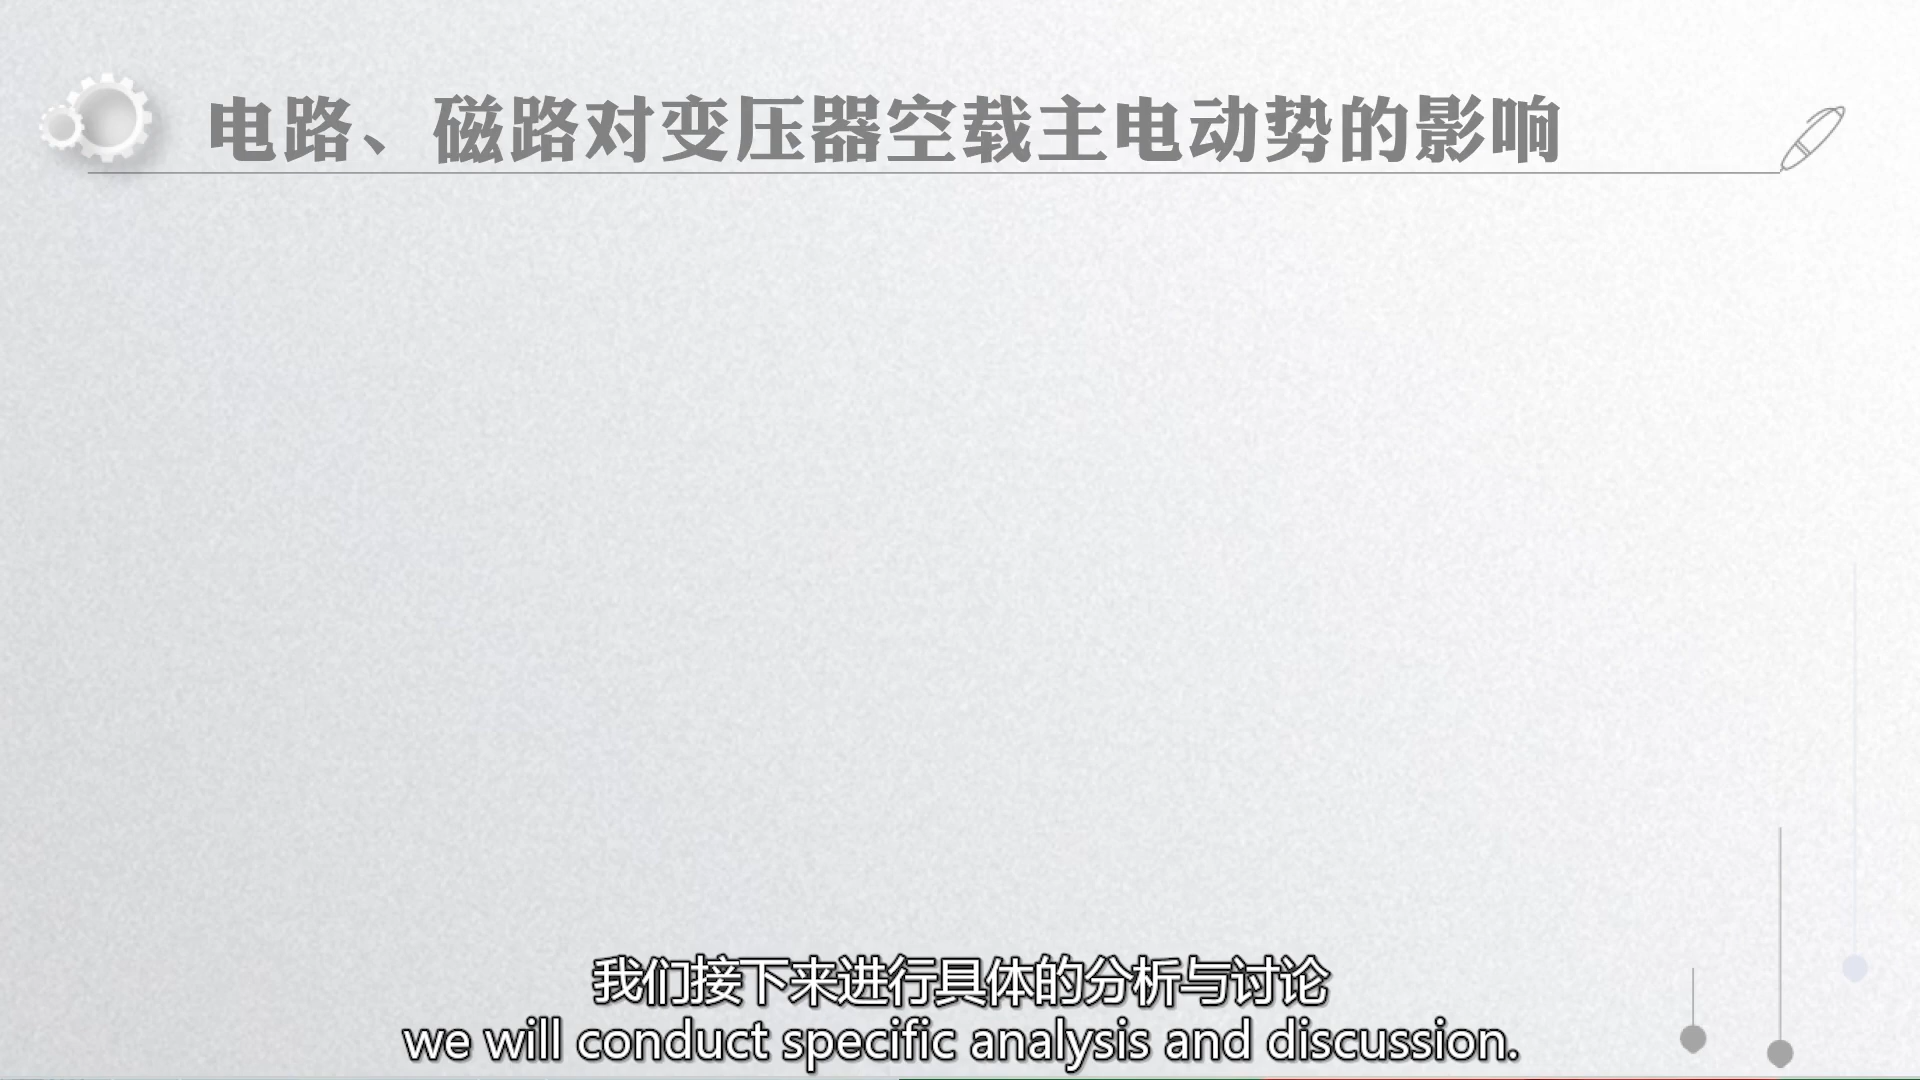 电路、磁路对变压器空载主电动势的影响
我们接下来进行具体的分析与讨论
we will conduct specific analysis and discussion.